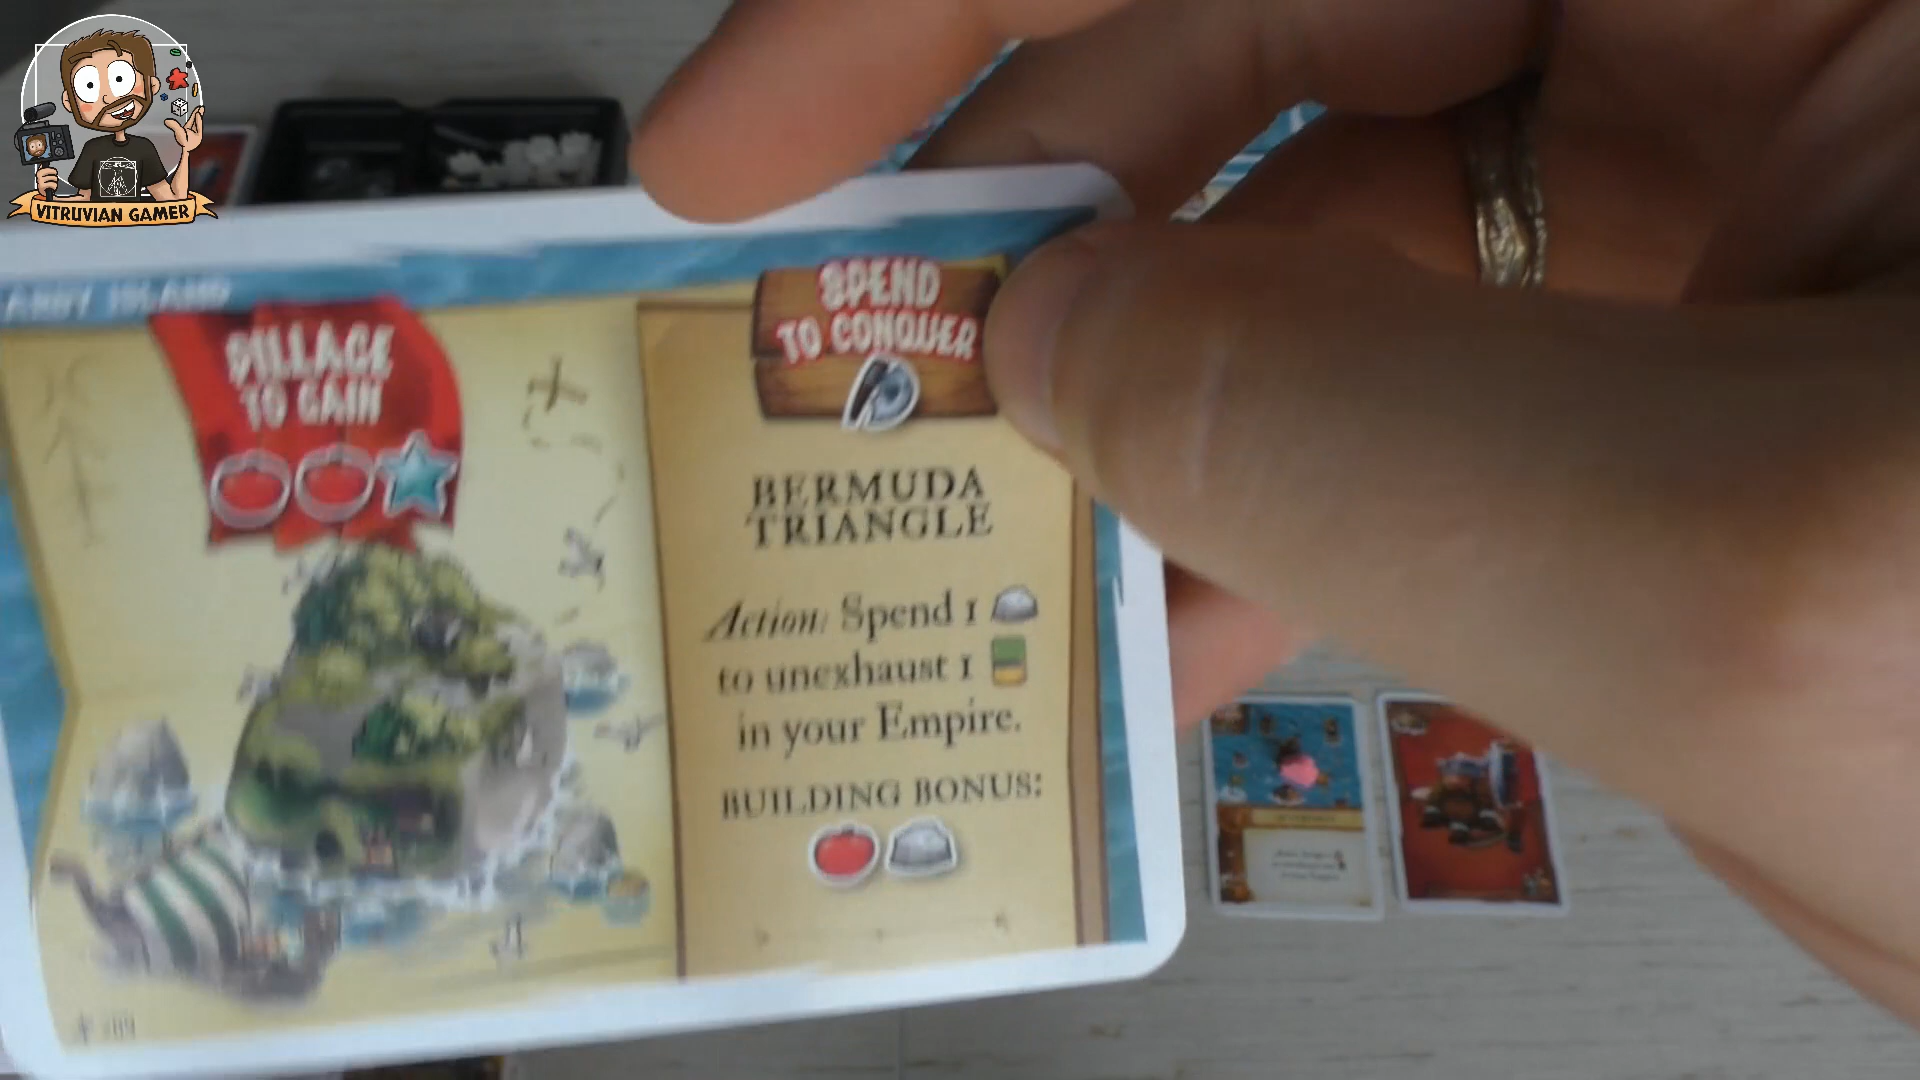 VITRUVIAN GAMER
ISLAND
PILLAGE
TO GAIN
SPEND
TO CONQUER
BERMUDA
TRIANGLE
Action: Spend 1
to unexhaust 1
in your Empire.
BUILDING BONUS: